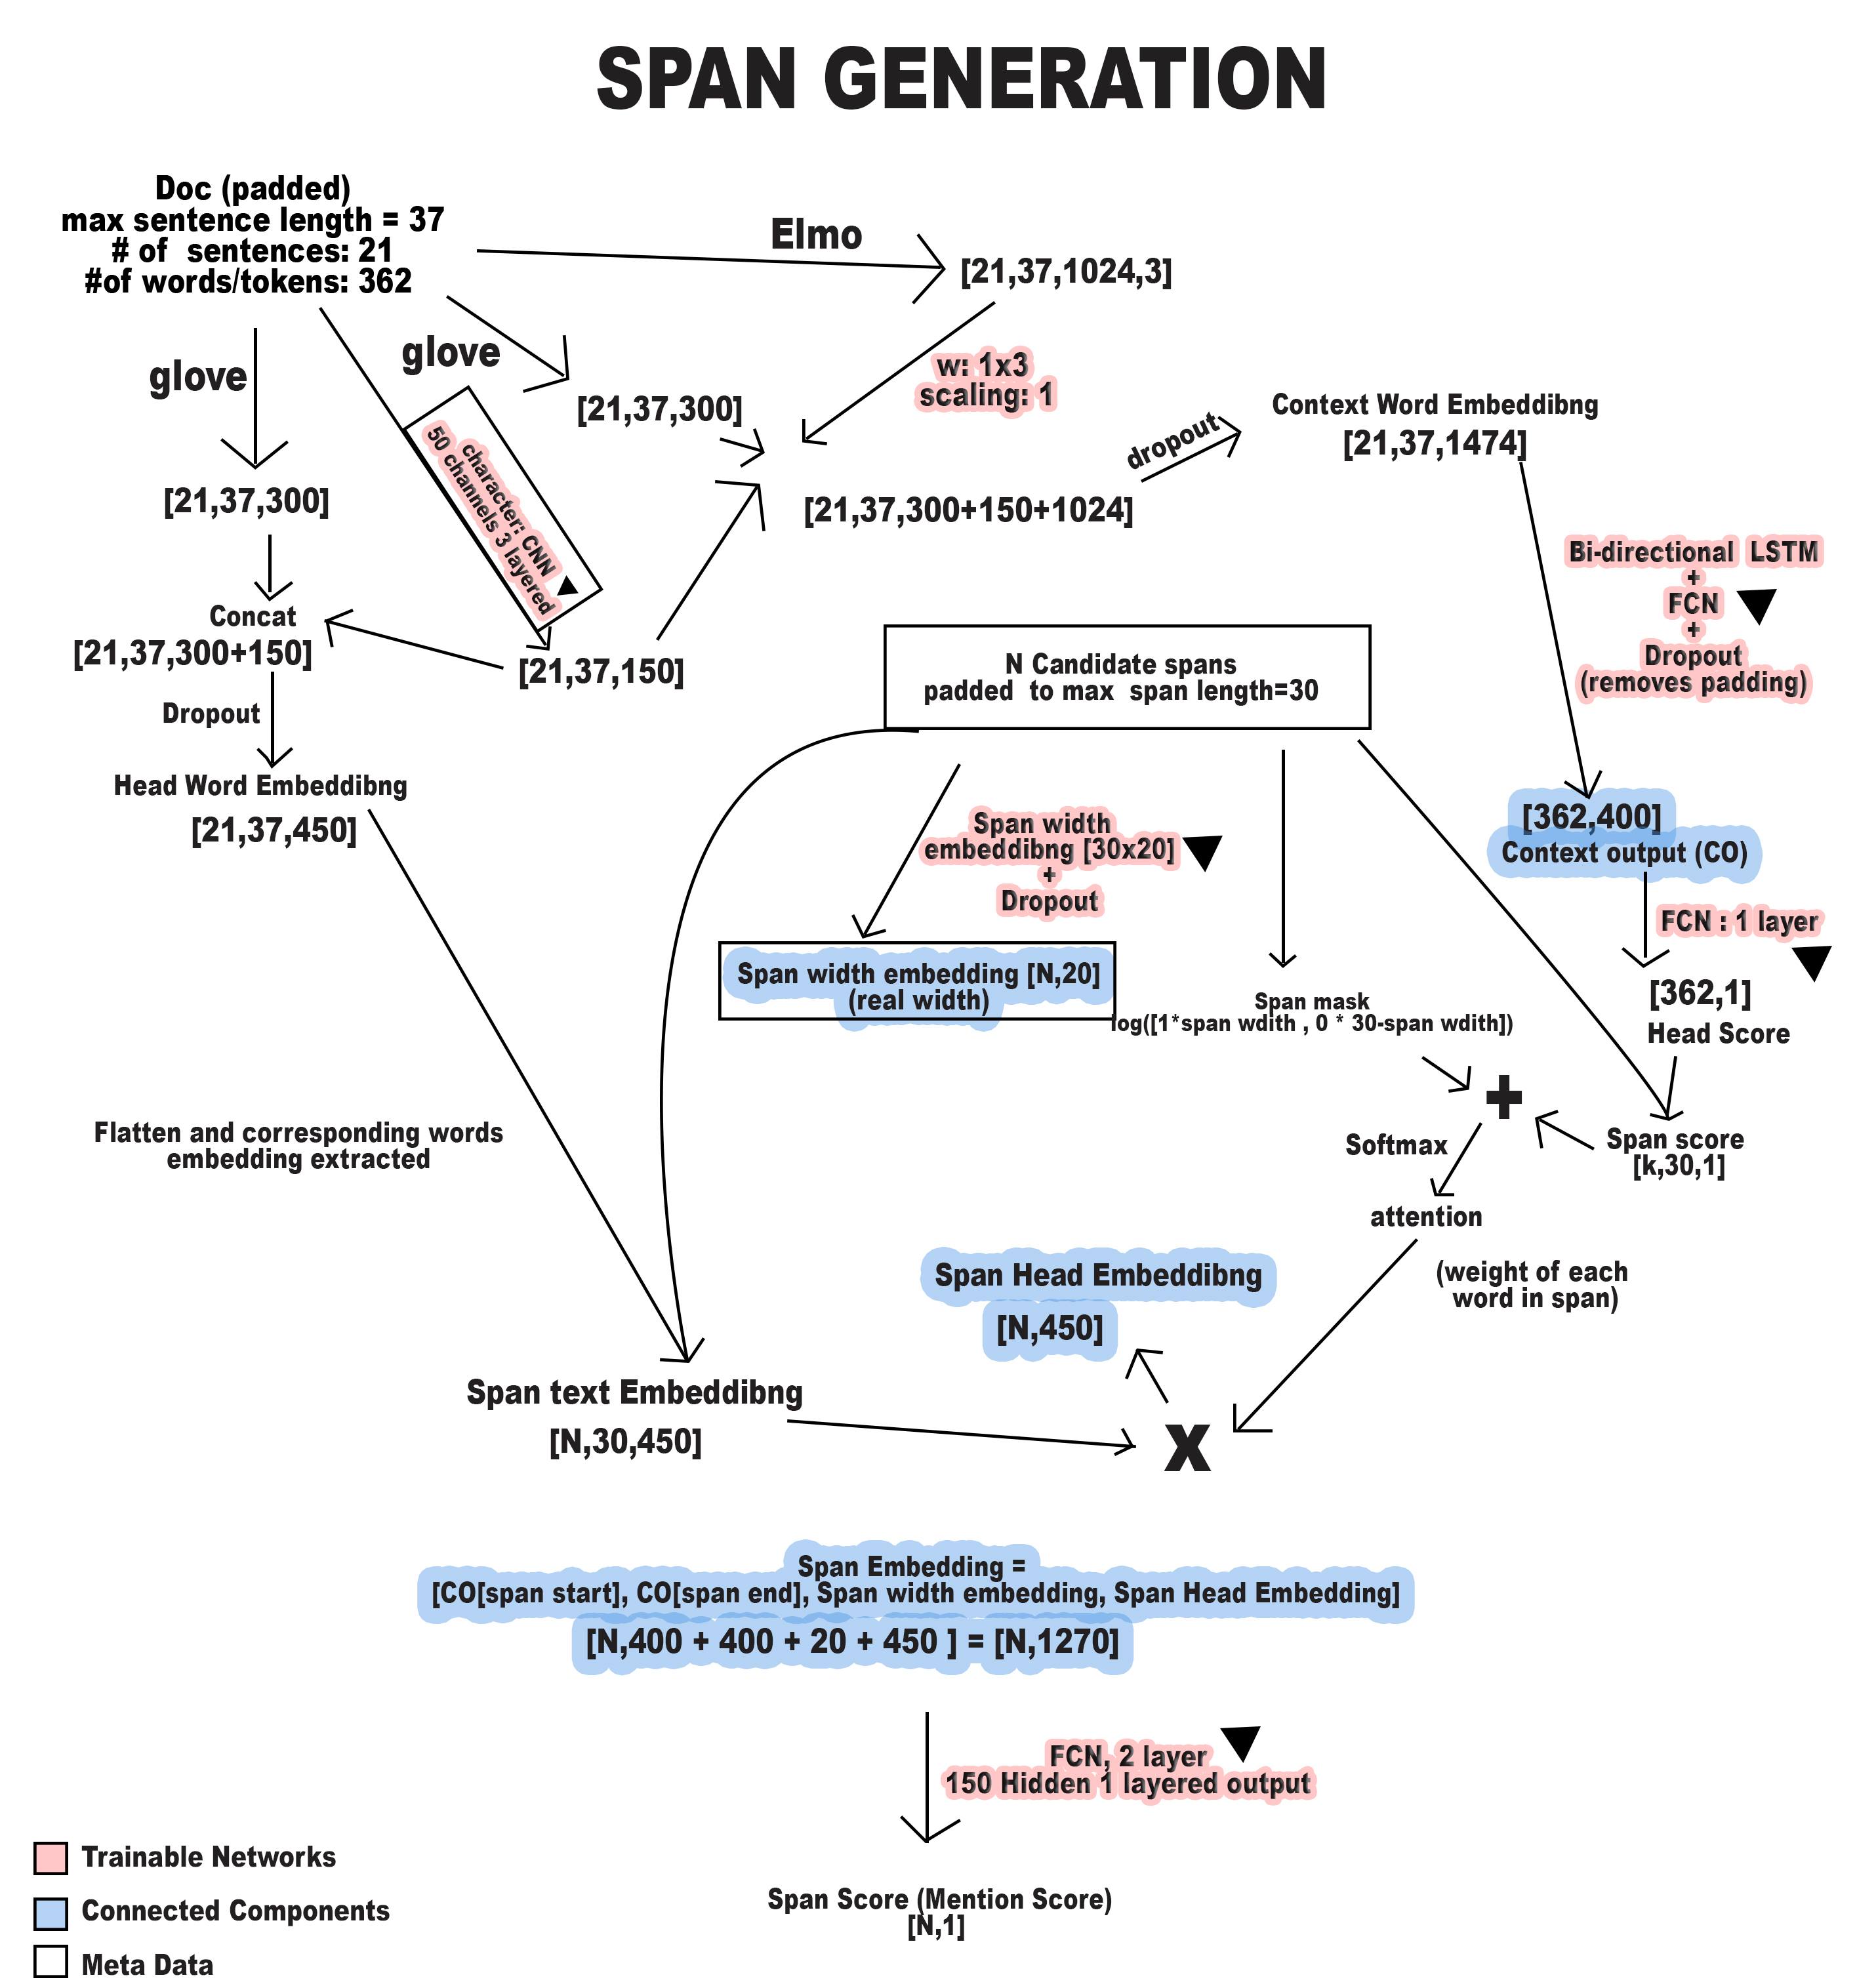 SPAN GENERATION
Doc (padded)
max sentence length = 37
# of sentences: 21
#of words/tokens: 362
Elmo
[21,37,1024,3]
glove
glove
w: 1x3
scaling: 1
[21,37,300]
character: CNN
50 channels 3 layered
dropout
Context Word Embeddibng
[21,37,1474]
[21,37,300]
[21,37,300+150+1024]
Bi-directional LSTM
+
FCN
+
Dropout
(removes padding)
Concat
[21,37,300+150]
[21,37,150]
N Candidate spans
padded to max span length=30
Dropout
Head Word Embeddibng
[21,37,450]
Span width
embeddibng [30x20]
+
Dropout
[362,400]
Context output (CO)
FCN : 1 layer
Span width embedding [N,20]
(real width)
Span mask
log([1*span wdith , 0 * 30-span wdith])
[362,1]
Head Score
+
Flatten and corresponding words
embedding extracted
Softmax
Span score
[k,30,1]
attention
(weight of each
word in span)
Span Head Embeddibng
[N,450]
Span text Embeddibng
[N,30,450]
X
Span Embedding =
[CO[span start], CO[span end], Span width embedding, Span Head Embedding]
[N,400 + 400 + 20 + 450 ] = [N,1270]
FCN, 2 layer
150 Hidden 1 layered output
Span Score (Mention Score)
[N,1]
Trainable Networks
Connected Components
Meta Data